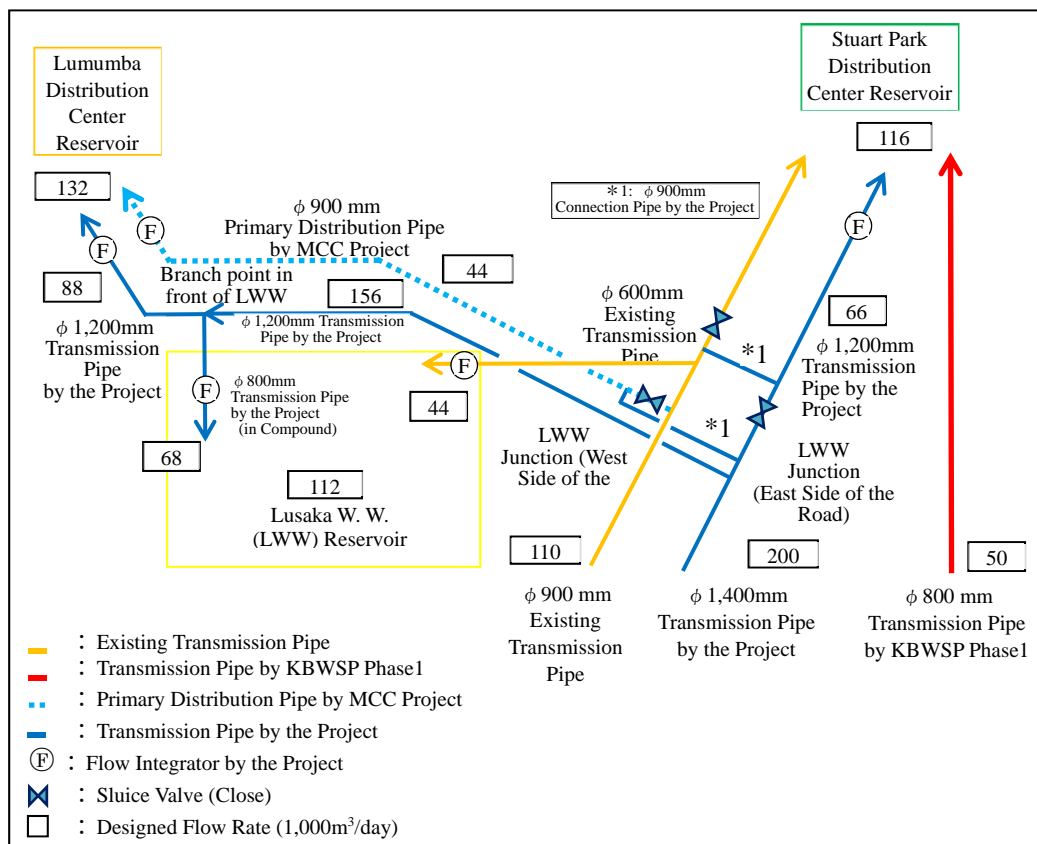 Lumumba
Distribution
Center
Reservoir
Stuart Park
Distribution
Center Reservoir
132
116
*1: φ 900mm
Connection Pipe by the Project
φ 900 mm
Primary Distribution Pipe
by MCC Project
F
F
F
88
Branch point in
front of LWW
156
44
φ 600mm
Existing
Transmission
Pipe
66
φ 1,200mm
Transmission
Pipe
by the Project
φ 1,200mm Transmission
Pipe by the Project
*1
φ 1,200mm
Transmission
Pipe by the
Project
F
F
φ 800mm
Transmission Pipe
by the Project
(in Compound)
44
*1
68
LWW
Junction (West
Side of the
LWW
Junction
(East Side of the
Road)
112
Lusaka W. W.
(LWW) Reservoir
110
200
50
φ 900 mm
Existing
Transmission
Pipe
φ 1,400mm
Transmission Pipe
by the Project
φ 800 mm
Transmission Pipe
by KBWSP Phase1
: Existing Transmission Pipe
: Transmission Pipe by KBWSP Phase1
: Primary Distribution Pipe by MCC Project
: Transmission Pipe by the Project
F : Flow Integrator by the Project
: Sluice Valve (Close)
: Designed Flow Rate (1,000m³/day)